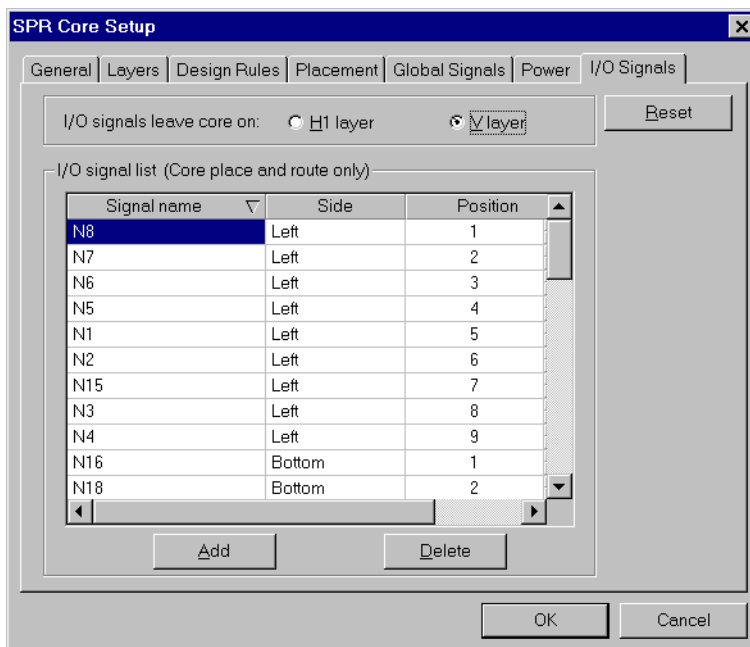 SPR Core Setup
General Layers Design Rules Placement Global Signals Power I/O Signals
I/O signals leave core on: H1 layer V layer Reset
I/O signal list (Core place and route only)
Signal name Side Position
N8 Left 1
N7 Left 2
N6 Left 3
N5 Left 4
N1 Left 5
N2 Left 6
N15 Left 7
N3 Left 8
N4 Left 9
N16 Bottom 1
N18 Bottom 2
Add Delete
OK Cancel